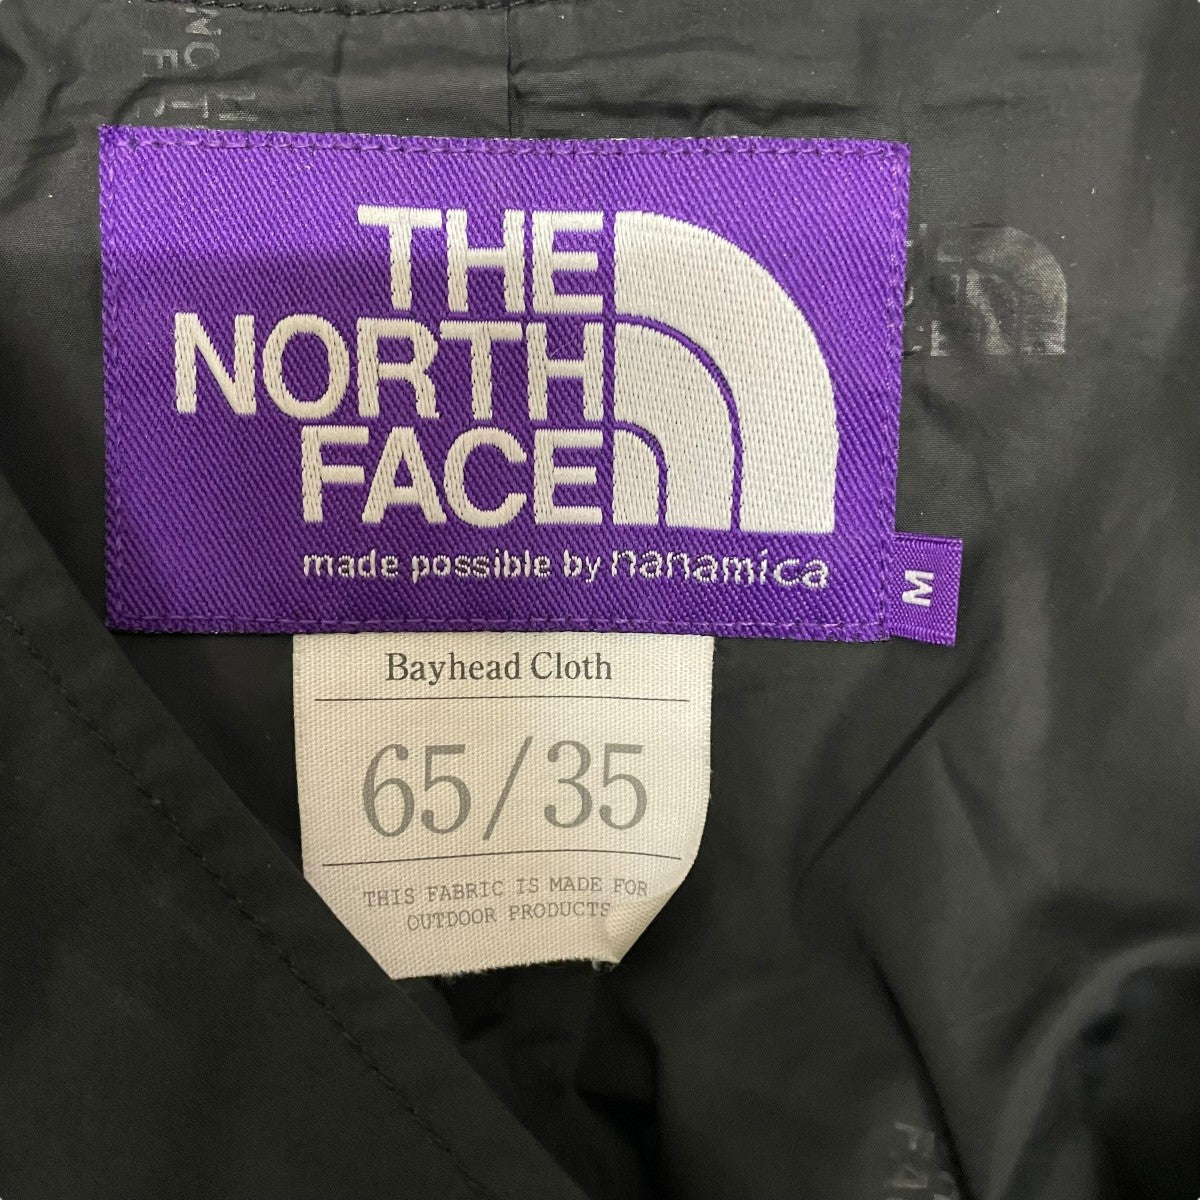 THE
NORTH
FACE
made possible by nanamica
M
Bayhead Cloth
65/35
THIS FABRIC IS MADE FOR
OUTDOOR PRODUCTS